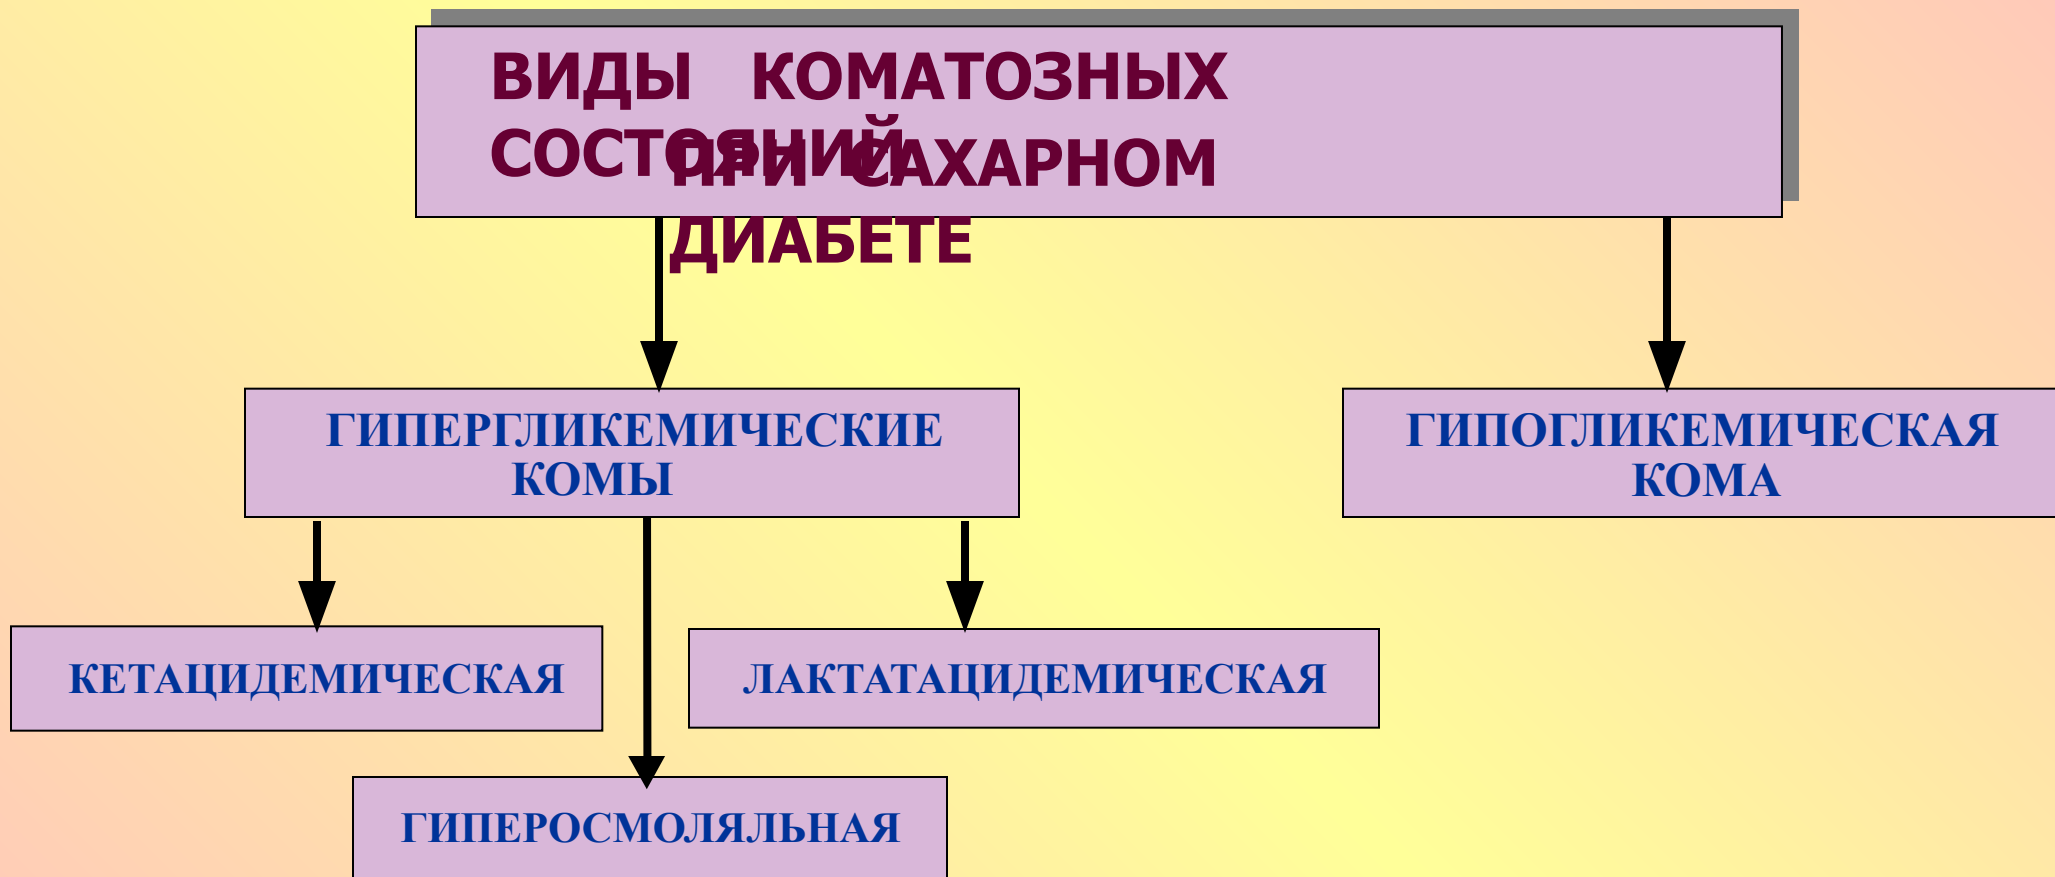 ВИДЫ КОМАТОЗНЫХ
СОСТОЯНИЙ
ПРИ САХАРНОМ
ДИАБЕТЕ
ГИПЕРГЛИКЕМИЧЕСКИЕ
КОМЫ
ГИПОГЛИКЕМИЧЕСКАЯ
КОМА
КЕТАЦИДЕМИЧЕСКАЯ
ЛАКТАТАЦИДЕМИЧЕСКАЯ
ГИПЕРОСМОЛЯЛЬНАЯ